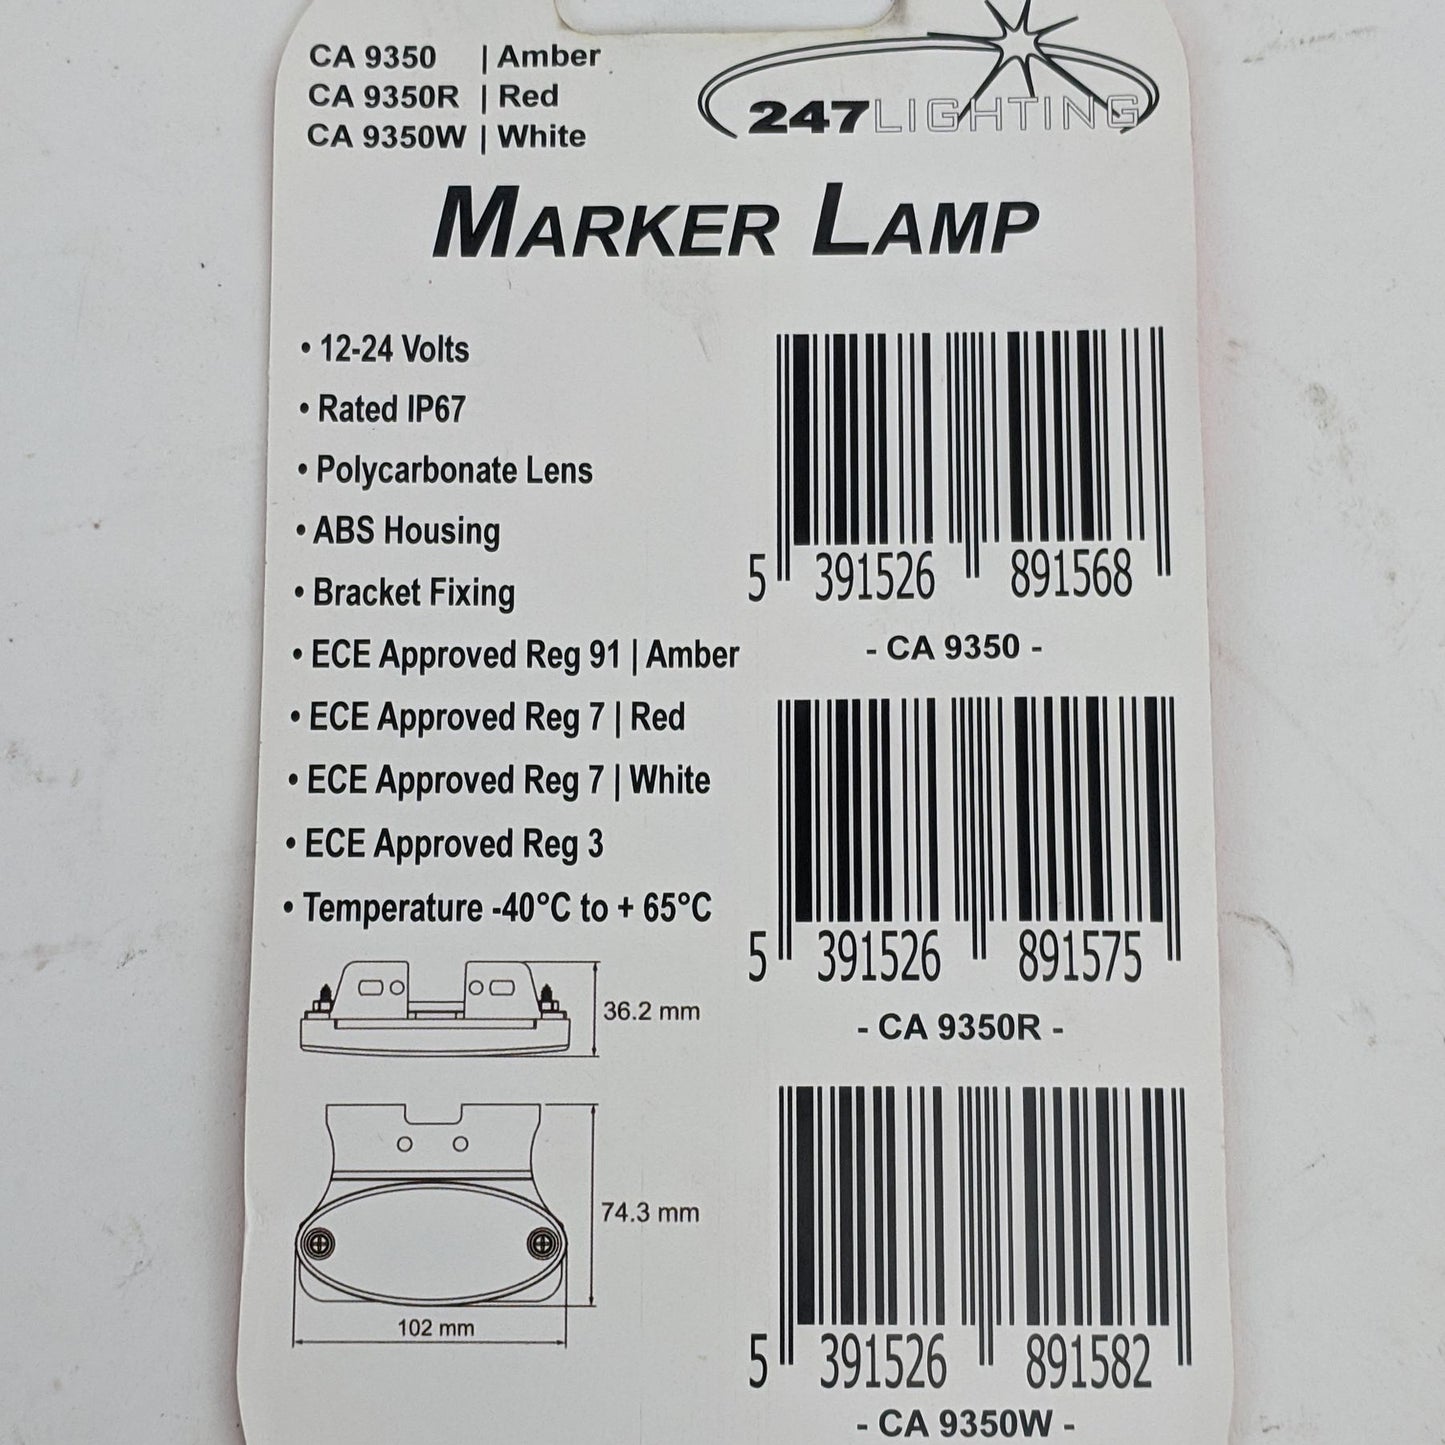 CA 9350 | Amber
CA 9350R | Red
CA 9350W | White
247LIGHTING
MARKER LAMP
• 12-24 Volts
• Rated IP67
• Polycarbonate Lens
• ABS Housing
• Bracket Fixing
• ECE Approved Reg 91 | Amber
• ECE Approved Reg 7 | Red
• ECE Approved Reg 7 | White
• ECE Approved Reg 3
• Temperature -40°C to + 65°C
36.2 mm
74.3 mm
102 mm
5 391526 891568
- CA 9350 -
5 391526 891575
- CA 9350R -
5 391526 891582
- CA 9350W -